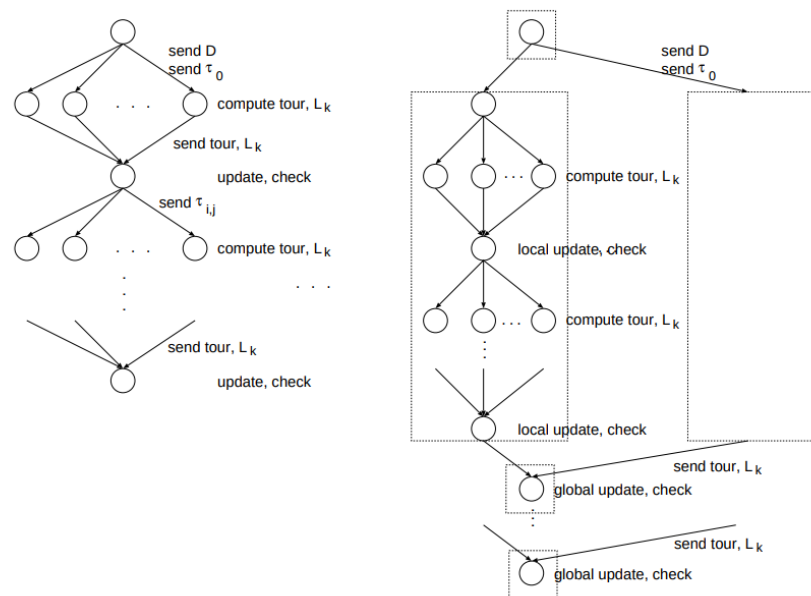 send D
send τ0
compute tour, Lk
send tour, Lk
update, check
send τi,j
compute tour, Lk
send tour, Lk
update, check
send D
send τ0
compute tour, Lk
local update, check
compute tour, Lk
local update, check
send tour, Lk
global update, check
send tour, Lk
global update, check